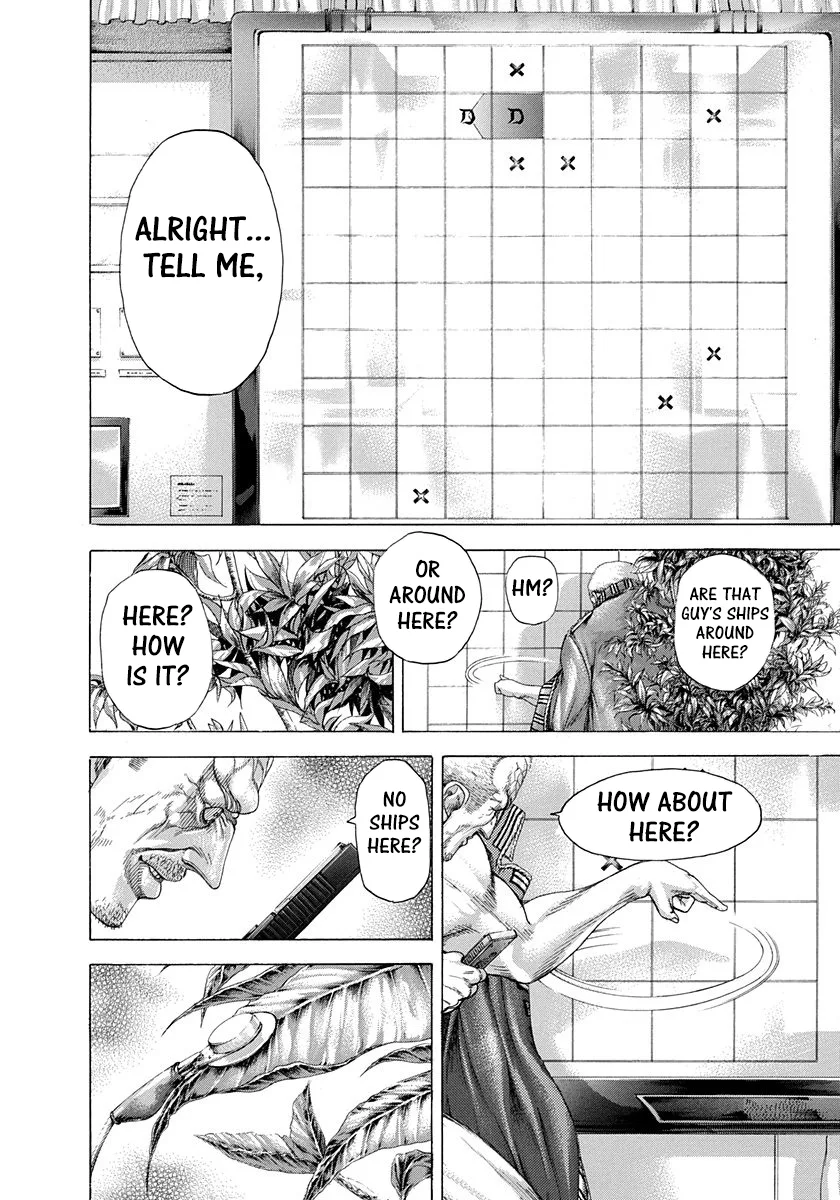 D D
ALRIGHT...
TELL ME,
ARE THAT
GUY'S SHIPS
AROUND
HERE?
HM?
OR
AROUND
HERE?
HERE?
HOW
IS IT?
HOW ABOUT
HERE?
NO
SHIPS
HERE?